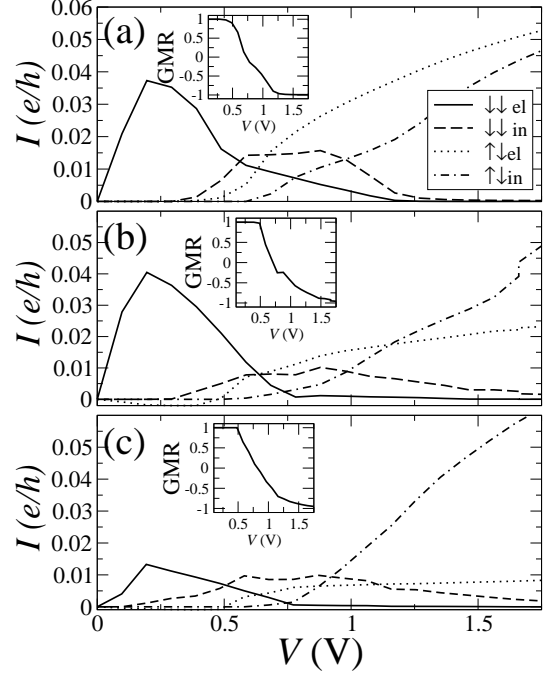 0.06
0.05
0.04
0.03
0.02
0.01
0
I (e/h)
(a)
GMR
1
0.5
0
-0.5
-1
0.5 1 1.5
V (V)
↓↓ el
↓↓ in
↑↓el
↑↓in
0.05
0.04
0.03
0.02
0.01
0
I (e/h)
(b)
GMR
1
0.5
0
-0.5
-1
0.5 1 1.5
V (V)
0.05
0.04
0.03
0.02
0.01
0
I (e/h)
(c)
GMR
1
0.5
0
-0.5
-1
0.5 1 1.5
V (V)
0 0.5 1 1.5
V (V)